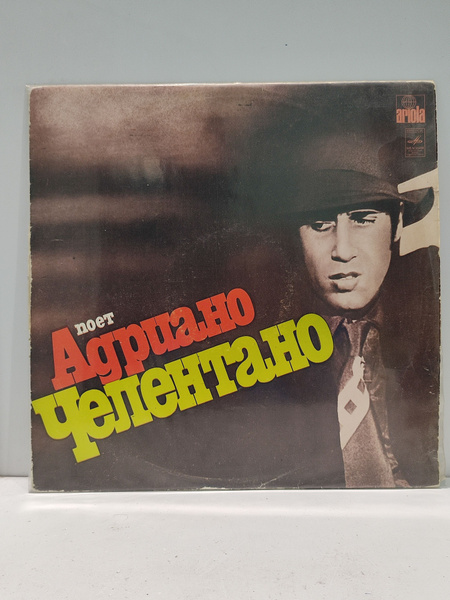 ariola
поет
Адриано
Челентано